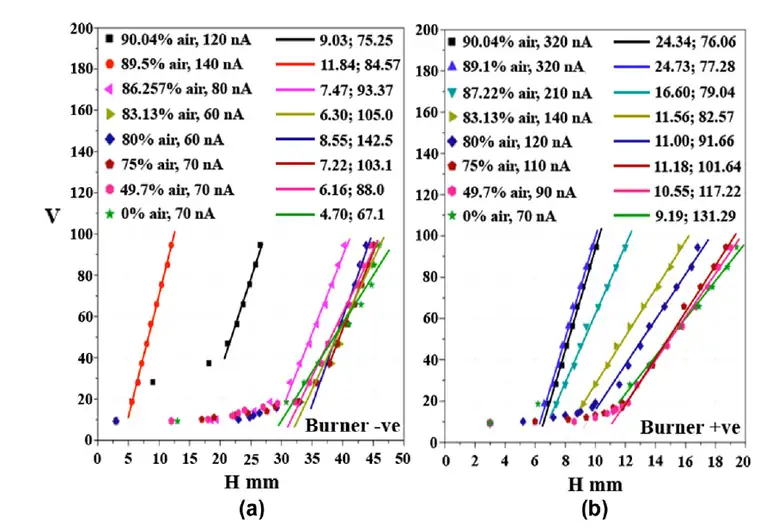 200 90.04% air, 120 nA 9.03; 75.25
89.5% air, 140 nA 11.84; 84.57
180 86.257% air, 80 nA 7.47; 93.37
83.13% air, 60 nA 6.30; 105.0
160 80% air, 60 nA 8.55; 142.5
140 75% air, 70 nA 7.22; 103.1
49.7% air, 70 nA 6.16; 88.0
120 0% air, 70 nA 4.70; 67.1
V
100
80
60
40
20
0
Burner -ve
0 5 10 15 20 25 30 35 40 45 50
H mm
(a)
200 90.04% air, 320 nA 24.34; 76.06
89.1% air, 320 nA 24.73; 77.28
180 87.22% air, 210 nA 16.60; 79.04
160 83.13% air, 140 nA 11.56; 82.57
80% air, 120 nA 11.00; 91.66
140 75% air, 110 nA 11.18; 101.64
49.7% air, 90 nA 10.55; 117.22
120 0% air, 70 nA 9.19; 131.29
100
80
60
40
20
0
Burner +ve
0 2 4 6 8 10 12 14 16 18 20
H mm
(b)